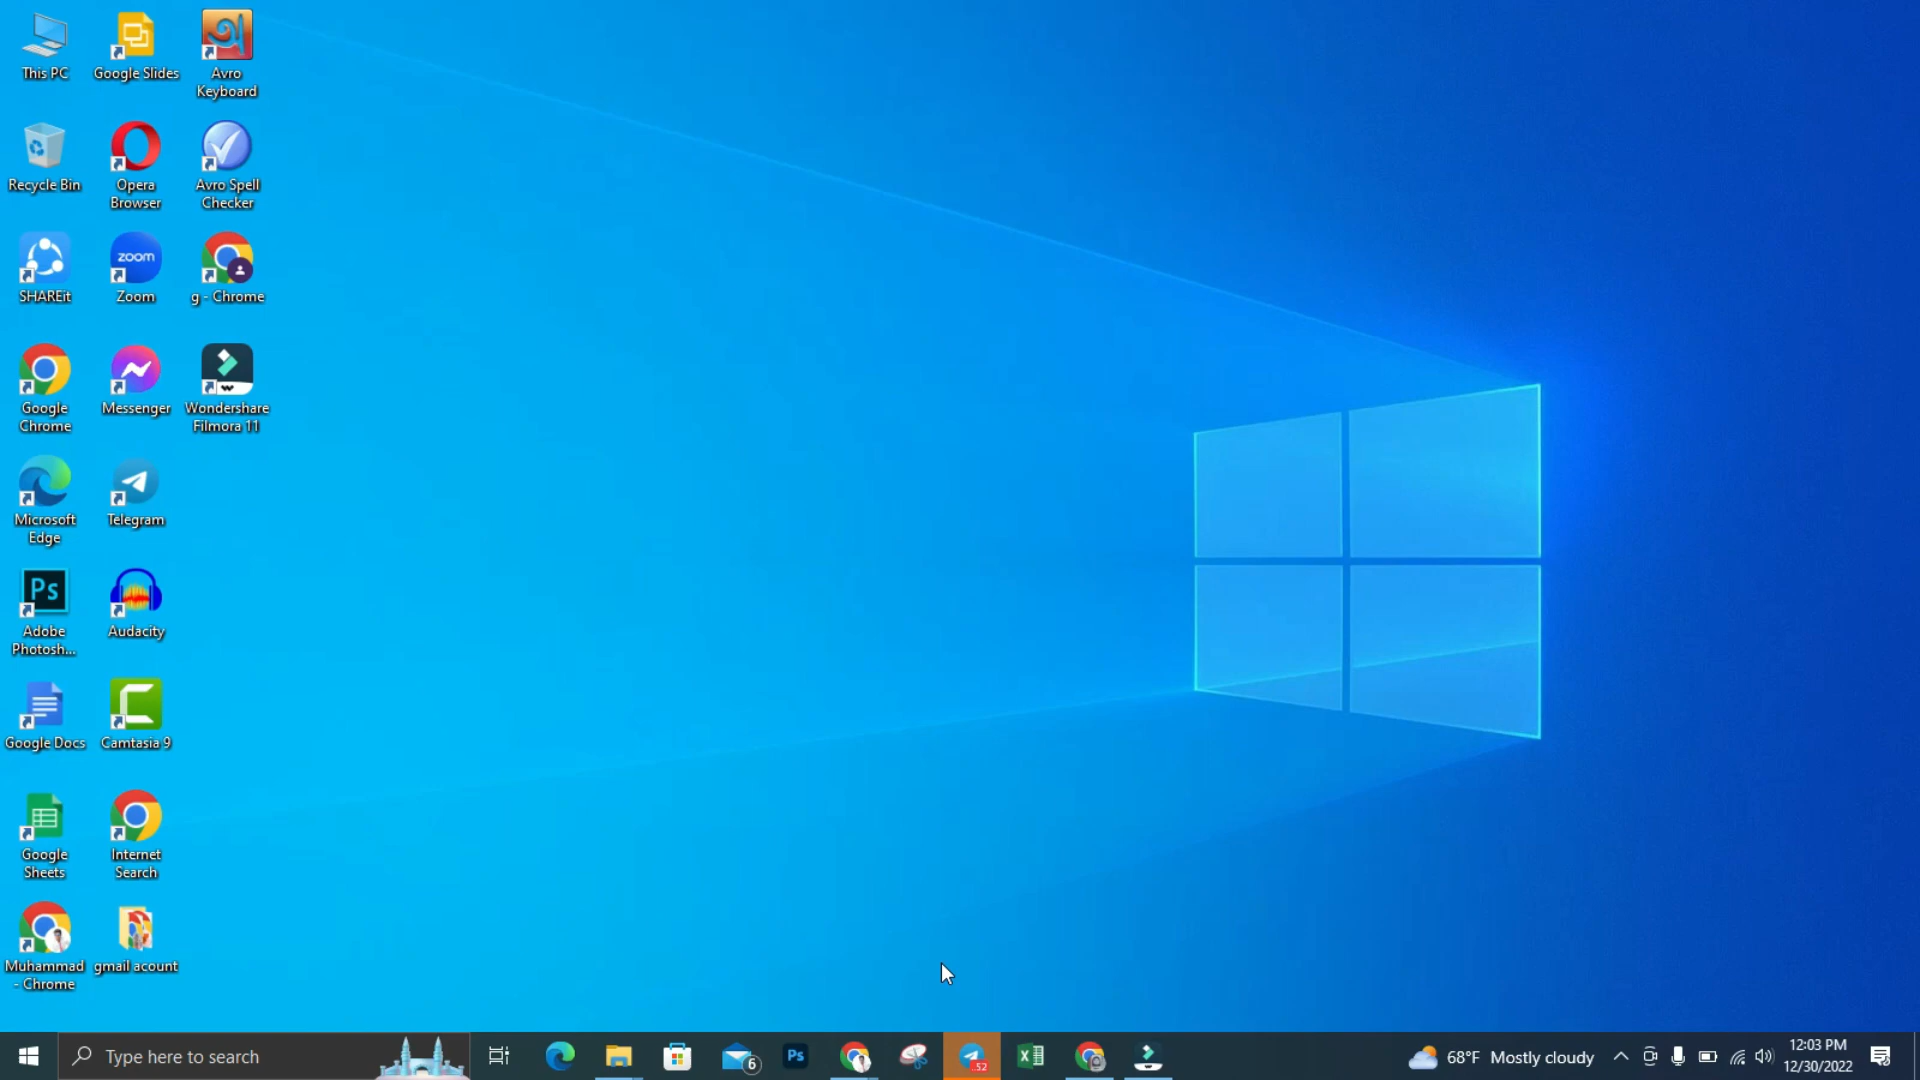 This PC
Google Slides
Avro
Keyboard
Recycle Bin
Opera
Browser
Avro Spell
Checker
SHAREit
zoom
Zoom
g - Chrome
Google
Chrome
Messenger
Wondershare
Filmora 11
Microsoft
Edge
Telegram
Ps
Adobe
Photosh...
Audacity
Google Docs
Camtasia 9
Google
Sheets
Internet
Search
Muhammad
- Chrome
gmail acount
Type here to search
6
Ps
..52
68°F Mostly cloudy
12:03 PM
12/30/2022